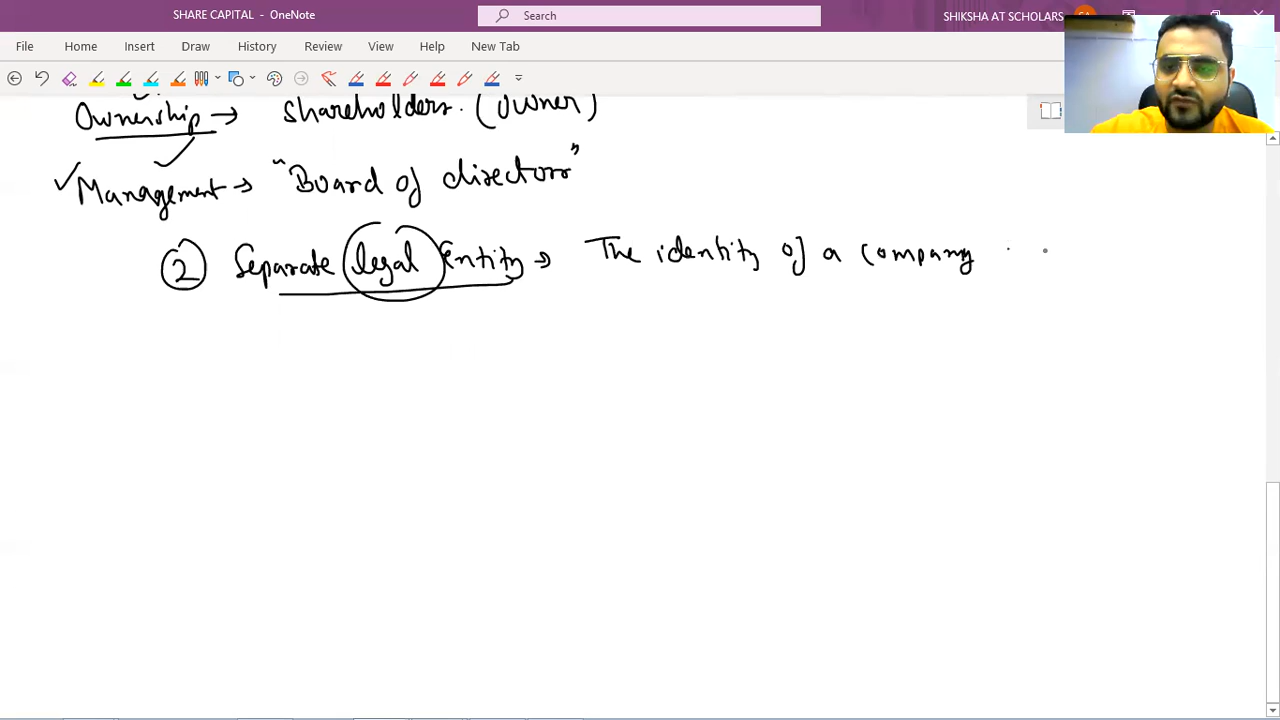 SHARE CAPITAL - OneNote
Search
SHIKSHA AT SCHOLARS
File Home Insert Draw History Review View Help New Tab
Ownership → Shareholders. (Owner)
Management → "Board of directors"
② Separate legal Entity → The identity of a company